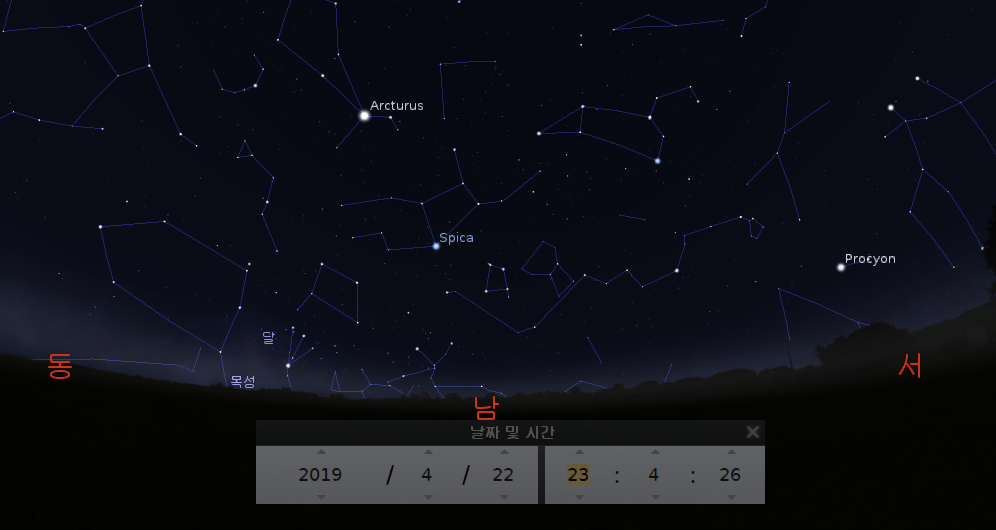 Arcturus
Spica
Procyon
달
목성
동
서
남
날짜 및 시간
2019 / 4 / 22 23 : 4 : 26